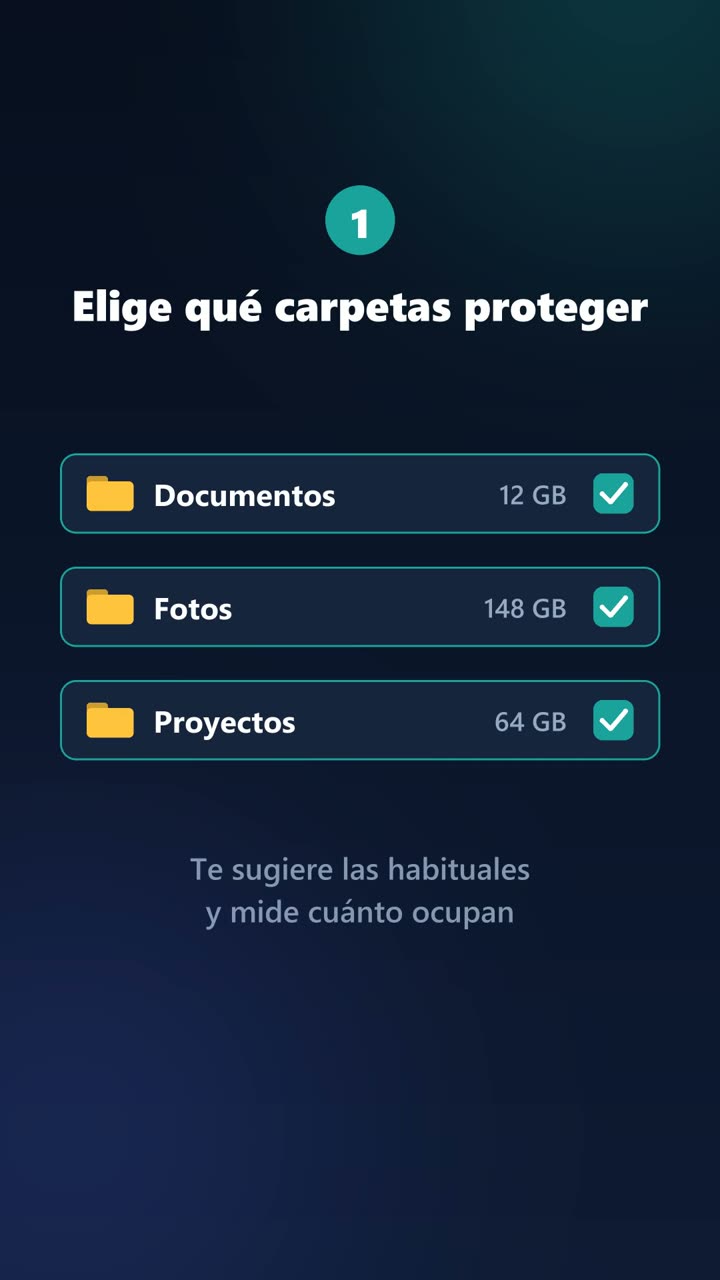 1
Elige qué carpetas proteger
Documentos 12 GB
Fotos 148 GB
Proyectos 64 GB
Te sugiere las habituales
y mide cuánto ocupan